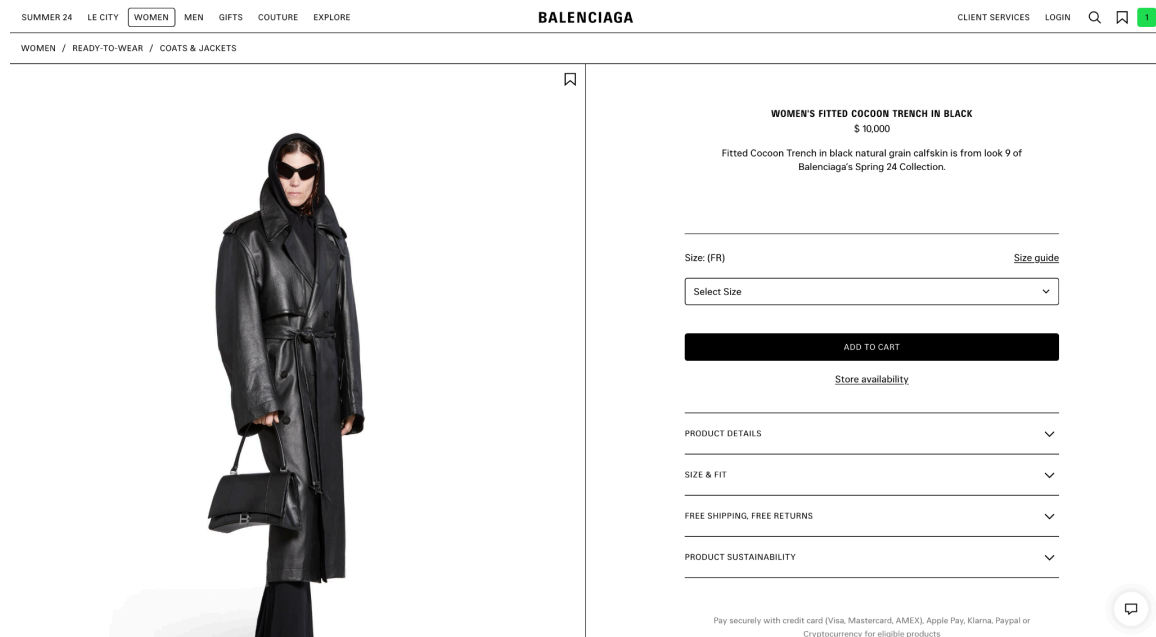 SUMMER 24 LE CITY WOMEN MEN GIFTS COUTURE EXPLORE BALENCIAGA CLIENT SERVICES LOGIN 1
WOMEN / READY-TO-WEAR / COATS & JACKETS
WOMEN'S FITTED COCOON TRENCH IN BLACK
$ 10,000
Fitted Cocoon Trench in black natural grain calfskin is from look 9 of
Balenciaga's Spring 24 Collection.
Size: (FR) Size guide
Select Size
ADD TO CART
Store availability
PRODUCT DETAILS
SIZE & FIT
FREE SHIPPING, FREE RETURNS
PRODUCT SUSTAINABILITY
Pay securely with credit card (Visa, Mastercard, AMEX), Apple Pay, Klarna, Paypal or
Cryptocurrency for eligible products